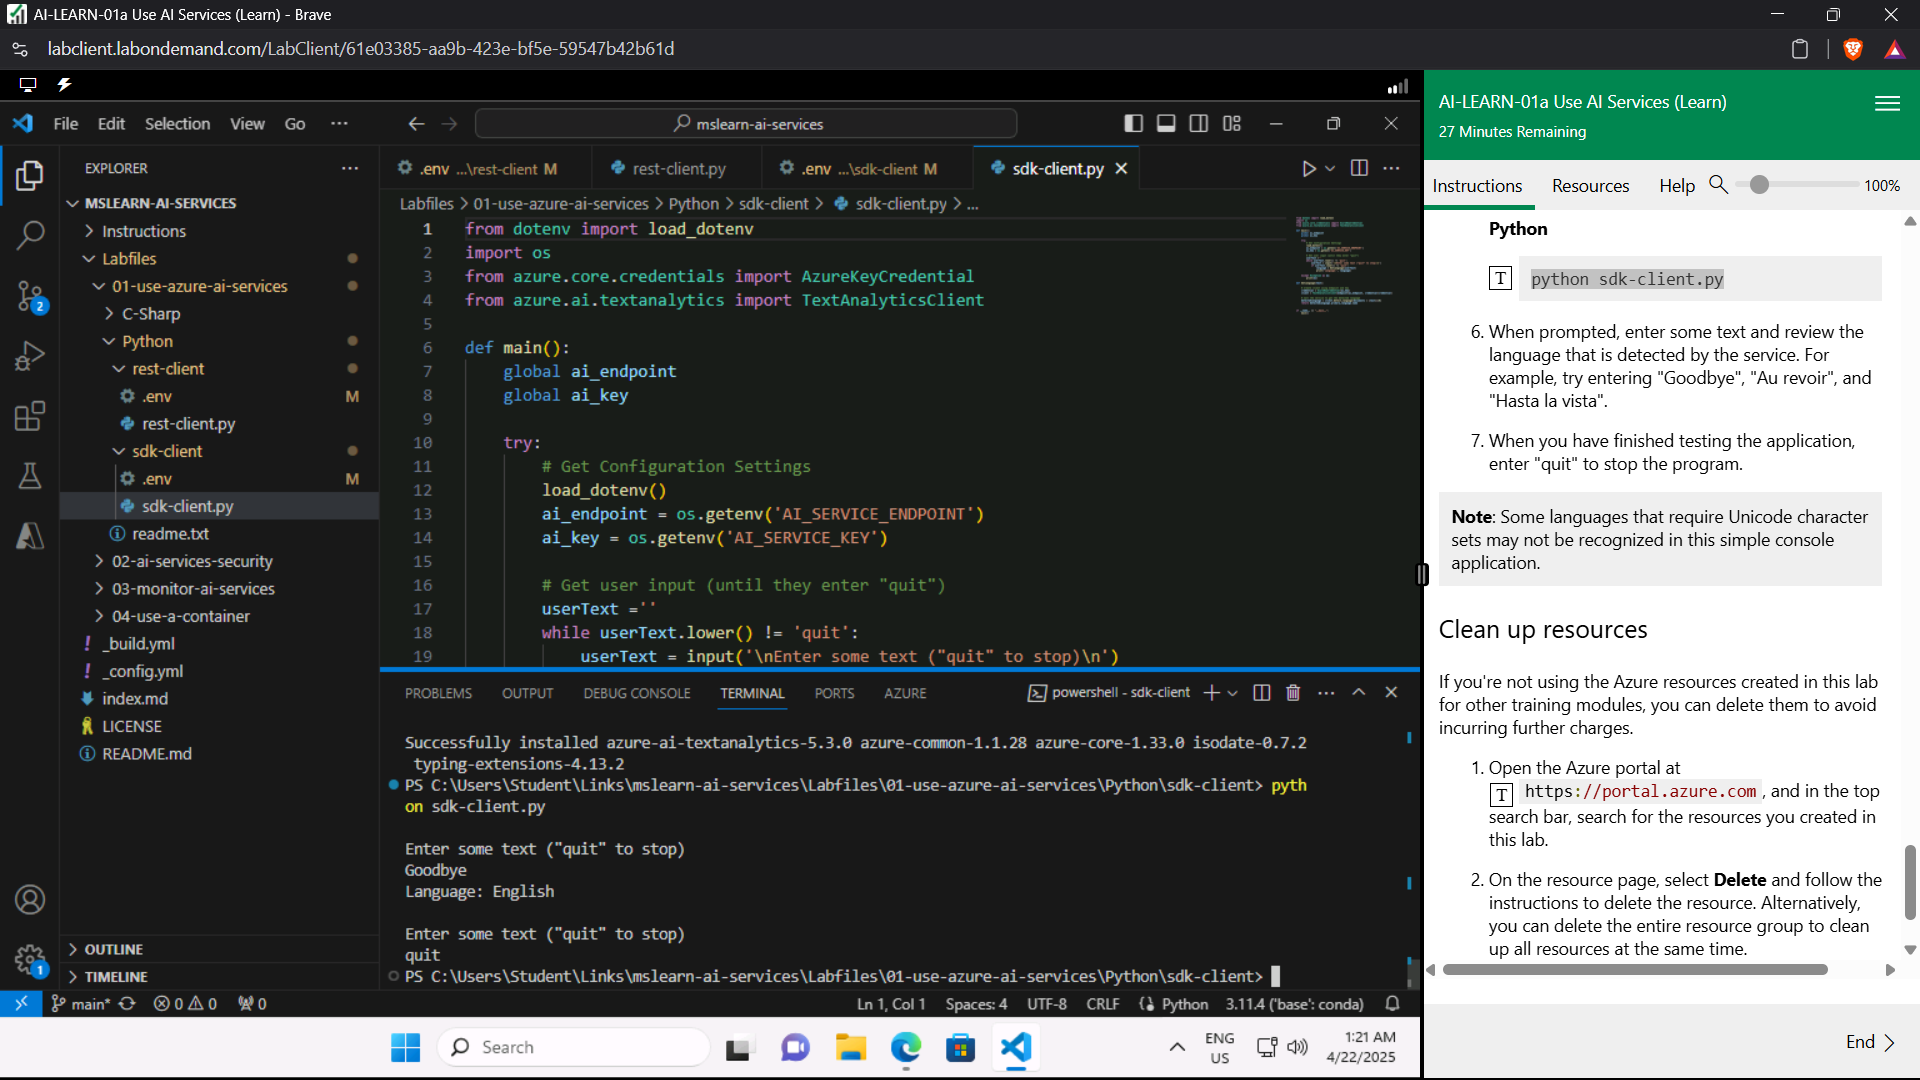 AI-LEARN-01a Use AI Services (Learn) - Brave
labclient.labondemand.com/LabClient/61e03385-aa9b-423e-bf5e-59547b42b61d
File Edit Selection View Go ···
mslearn-ai-services
EXPLORER
MSLEARN-AI-SERVICES
Instructions
Labfiles
01-use-azure-ai-services
C-Sharp
Python
rest-client
.env M
rest-client.py
sdk-client
.env M
sdk-client.py
readme.txt
02-ai-services-security
03-monitor-ai-services
04-use-a-container
_build.yml
_config.yml
index.md
LICENSE
README.md
OUTLINE
TIMELINE
2
1
.env ...\rest-client M
rest-client.py
.env ...\sdk-client M
sdk-client.py
Labfiles > 01-use-azure-ai-services > Python > sdk-client > sdk-client.py > ...
1 from dotenv import load_dotenv
2 import os
3 from azure.core.credentials import AzureKeyCredential
4 from azure.ai.textanalytics import TextAnalyticsClient
5
6 def main():
7 global ai_endpoint
8 global ai_key
9
10 try:
11 # Get Configuration Settings
12 load_dotenv()
13 ai_endpoint = os.getenv('AI_SERVICE_ENDPOINT')
14 ai_key = os.getenv('AI_SERVICE_KEY')
15
16 # Get user input (until they enter "quit")
17 userText =''
18 while userText.lower() != 'quit':
19 userText = input('\nEnter some text ("quit" to stop)\n')
PROBLEMS OUTPUT DEBUG CONSOLE TERMINAL PORTS AZURE
powershell - sdk-client
Successfully installed azure-ai-textanalytics-5.3.0 azure-common-1.1.28 azure-core-1.33.0 isodate-0.7.2
typing-extensions-4.13.2
PS C:\Users\Student\Links\mslearn-ai-services\Labfiles\01-use-azure-ai-services\Python\sdk-client> pyth
on sdk-client.py
Enter some text ("quit" to stop)
Goodbye
Language: English
Enter some text ("quit" to stop)
quit
PS C:\Users\Student\Links\mslearn-ai-services\Labfiles\01-use-azure-ai-services\Python\sdk-client>
main* 0 0 0
Ln 1, Col 1 Spaces: 4 UTF-8 CRLF Python 3.11.4 ('base': conda)
Search
ENG
US
1:21 AM
4/22/2025
AI-LEARN-01a Use AI Services (Learn)
27 Minutes Remaining
Instructions Resources Help 100%
Python
T python sdk-client.py
6. When prompted, enter some text and review the
language that is detected by the service. For
example, try entering "Goodbye", "Au revoir", and
"Hasta la vista".
7. When you have finished testing the application,
enter "quit" to stop the program.
Note: Some languages that require Unicode character
sets may not be recognized in this simple console
application.
Clean up resources
If you're not using the Azure resources created in this lab
for other training modules, you can delete them to avoid
incurring further charges.
1. Open the Azure portal at
T https://portal.azure.com, and in the top
search bar, search for the resources you created in
this lab.
2. On the resource page, select Delete and follow the
instructions to delete the resource. Alternatively,
you can delete the entire resource group to clean
up all resources at the same time.
End